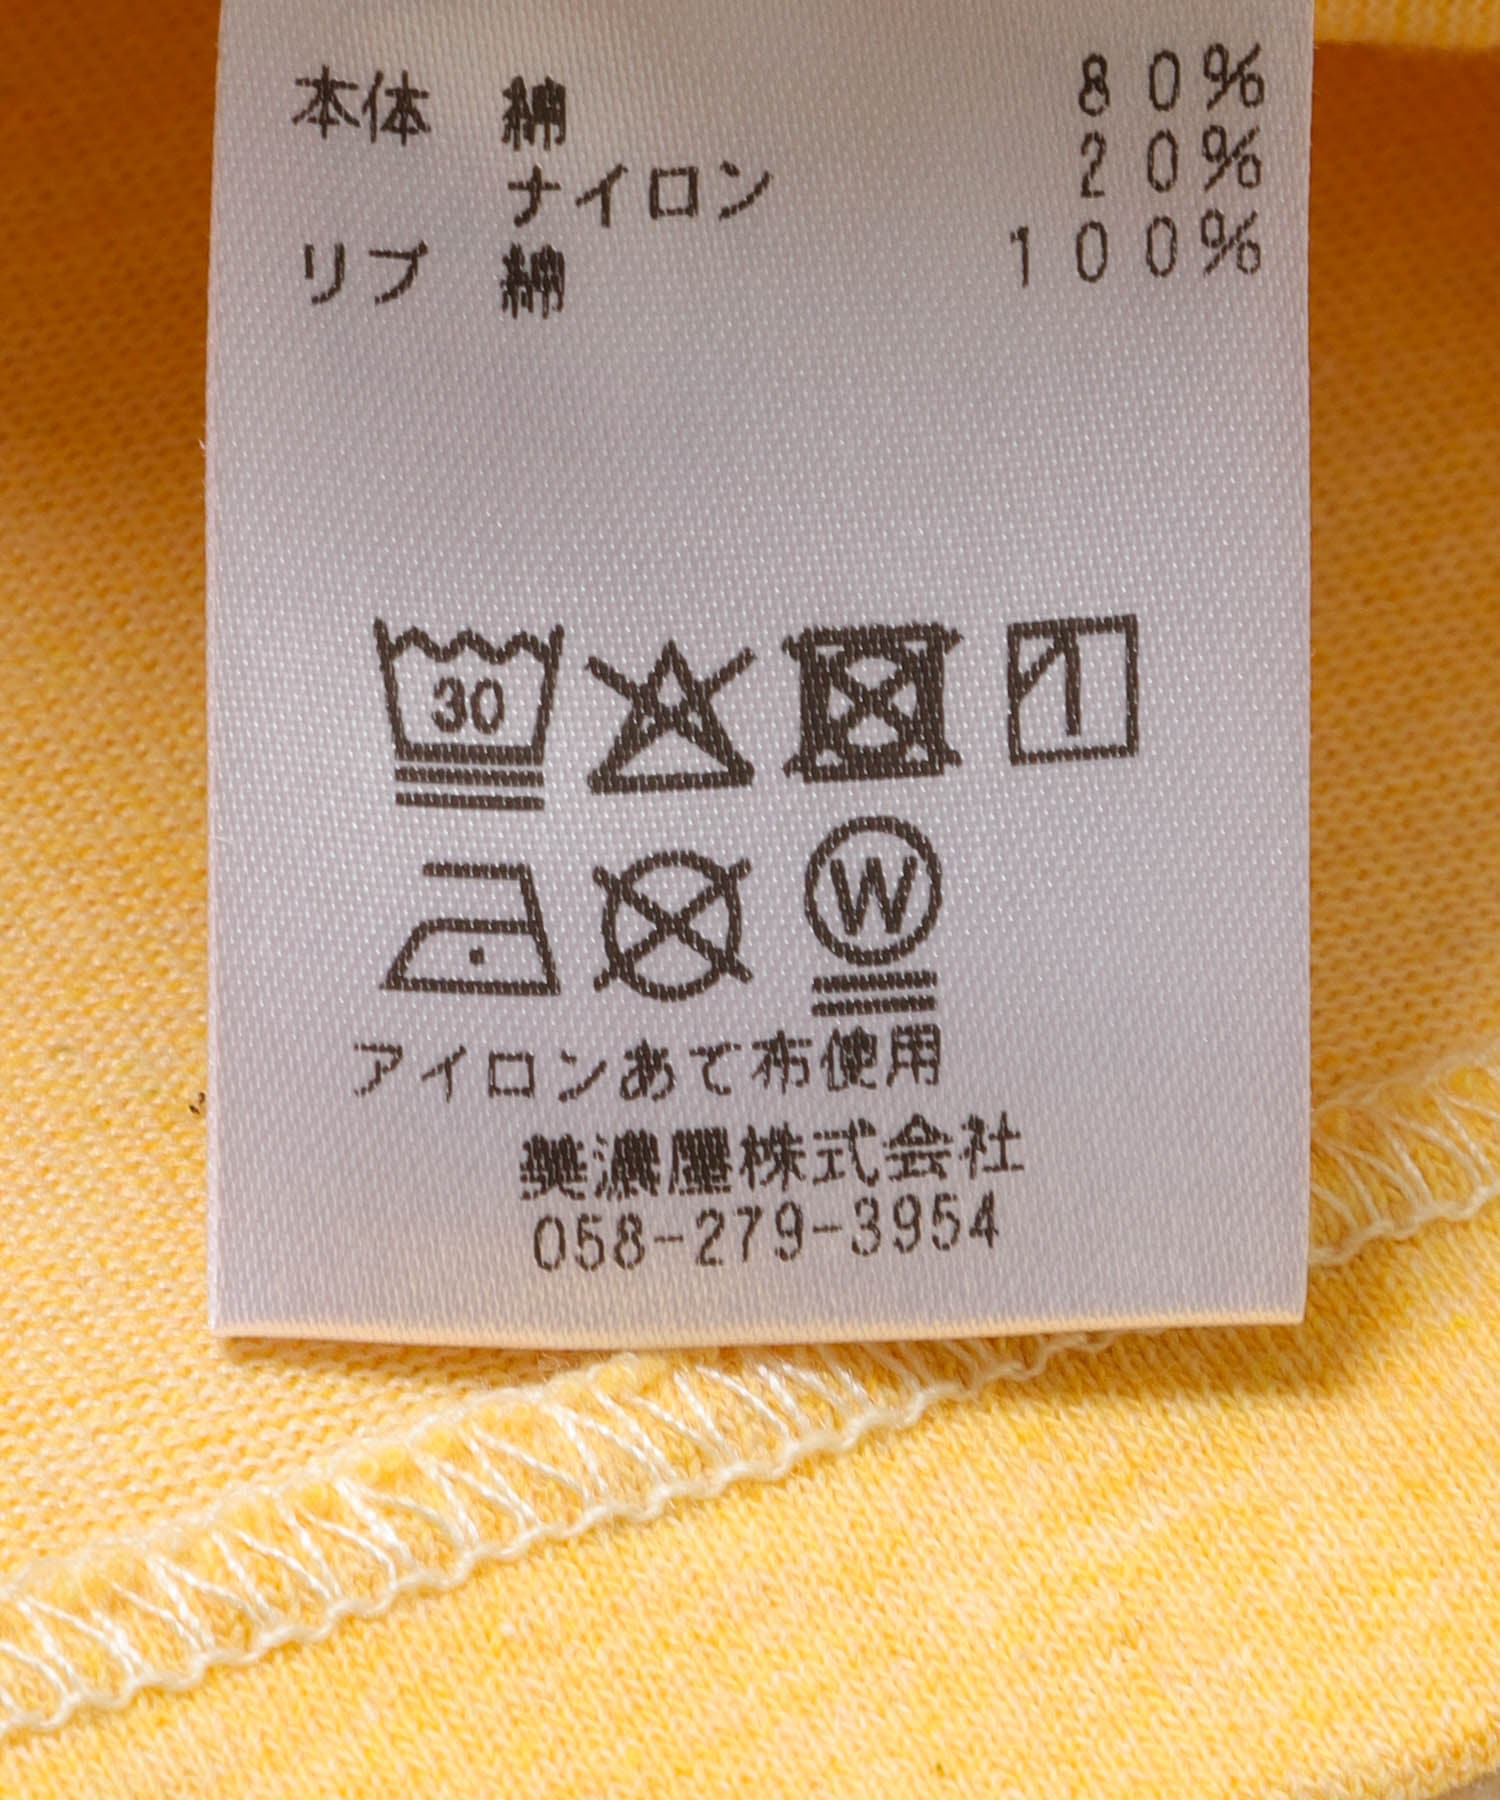 本体 綿 80%
ナイロン 20%
リブ 綿 100%
30
W
アイロンあて布使用
美濃屋株式会社
058-279-3954